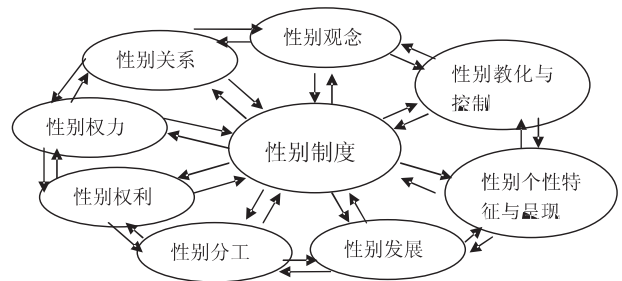 性别观念
性别关系
性别教化与
控制
性别权力
性别制度
性别个性特
征与呈现
性别权利
性别分工
性别发展